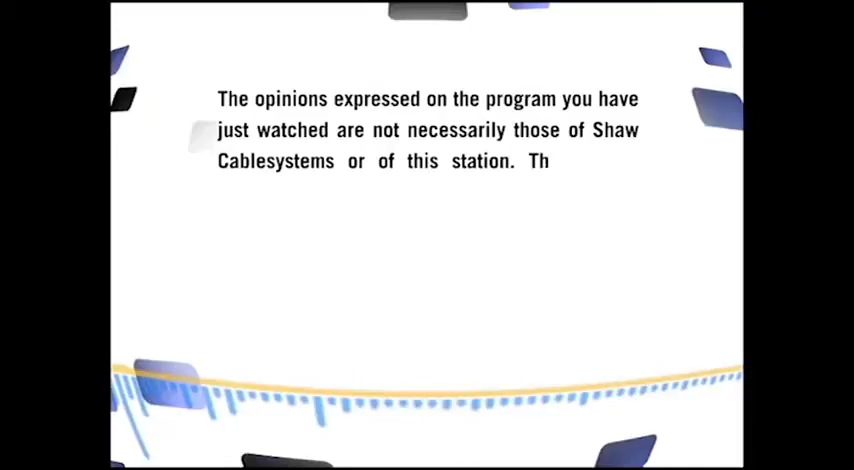 The opinions expressed on the program you have
just watched are not necessarily those of Shaw
Cablesystems or of this station. Th